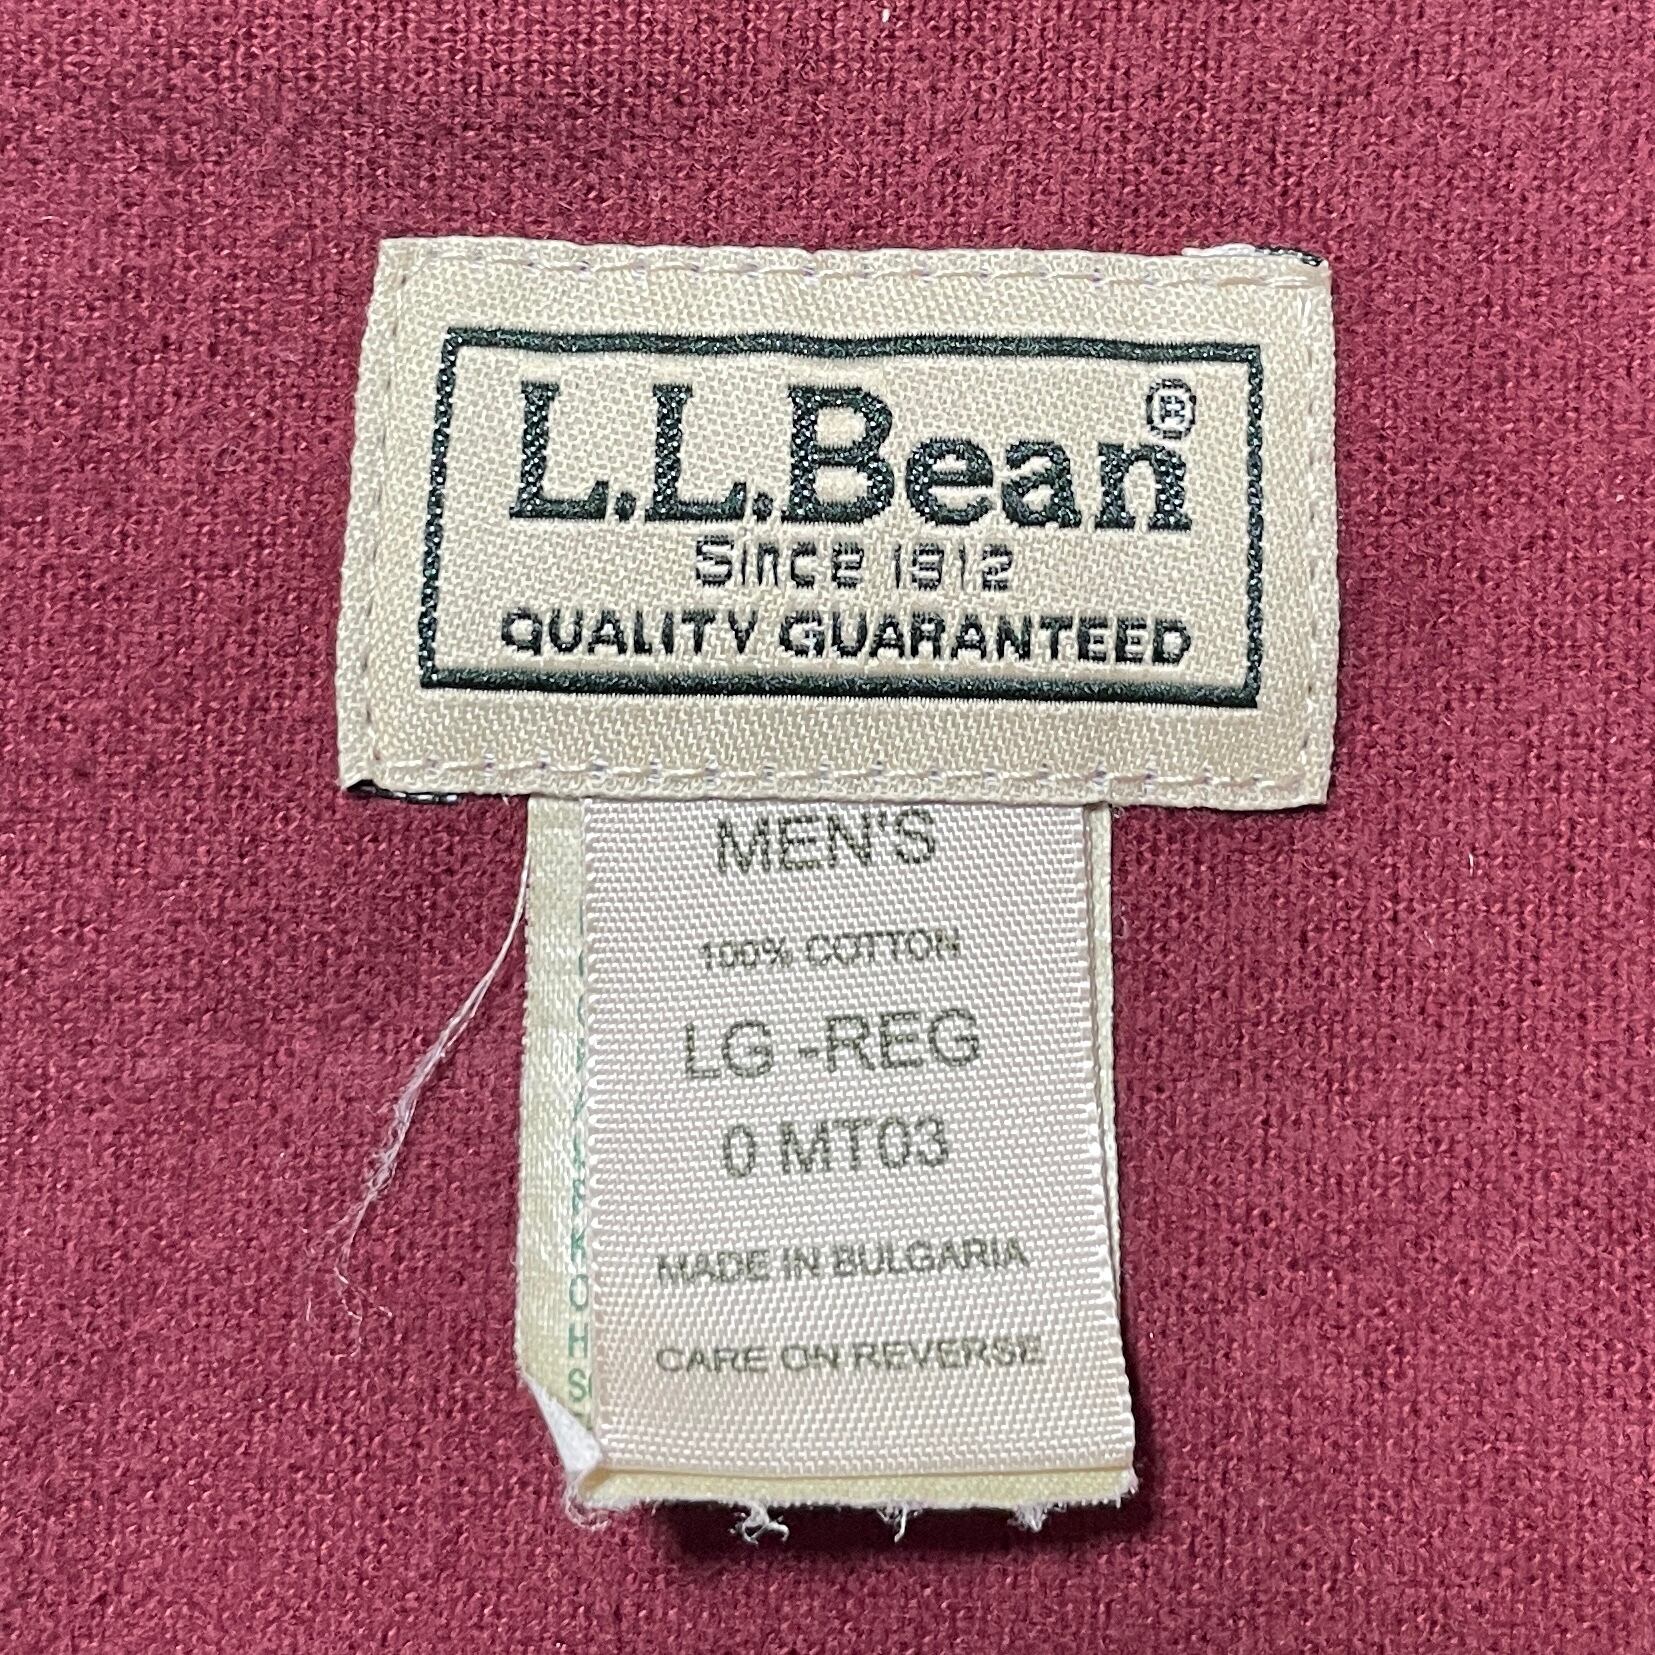 L.L.Bean®
Since 1912
QUALITY GUARANTEED
MEN'S
100% COTTON
LG -REG
0 MT03
MADE IN BULGARIA
CARE ON REVERSE